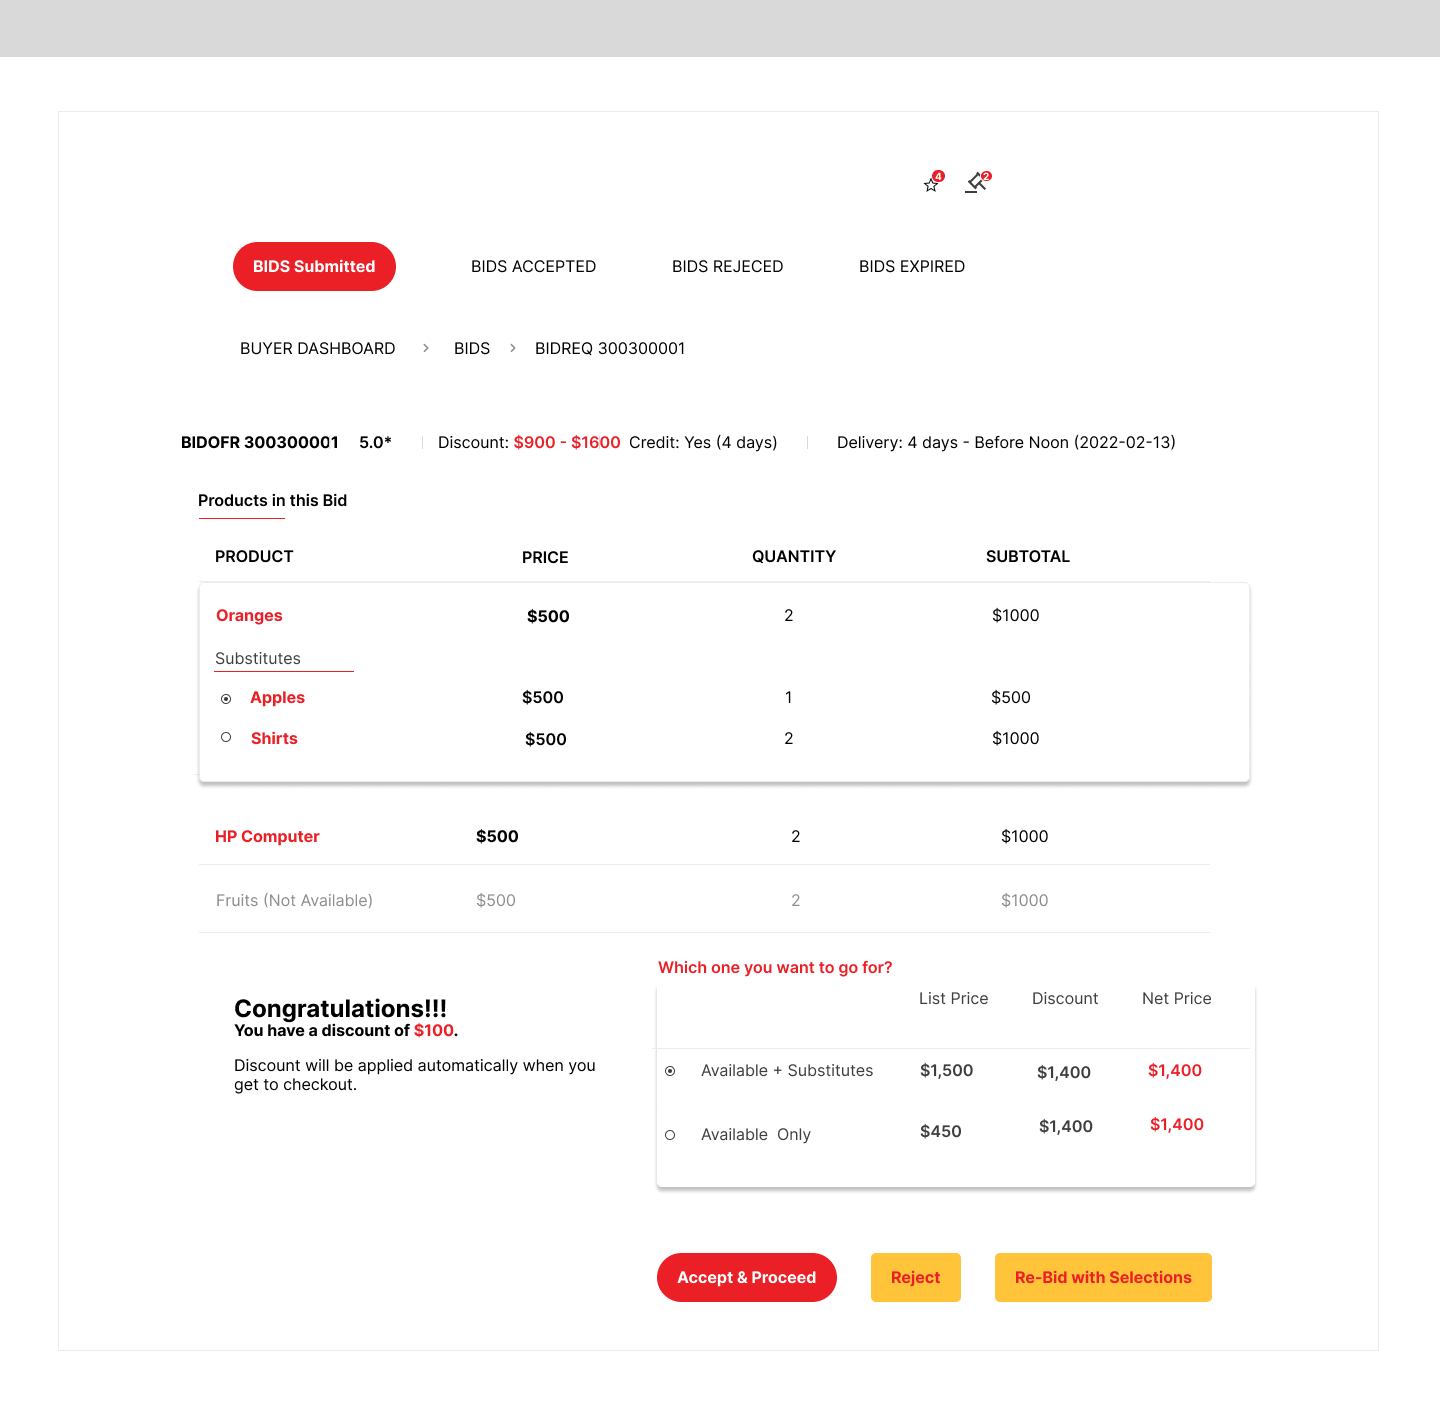 4 2
BIDS Submitted BIDS ACCEPTED BIDS REJECED BIDS EXPIRED
BUYER DASHBOARD > BIDS > BIDREQ 300300001
BIDOFR 300300001 5.0* Discount: $900 - $1600 Credit: Yes (4 days) Delivery: 4 days - Before Noon (2022-02-13)
Products in this Bid
PRODUCT PRICE QUANTITY SUBTOTAL
Oranges $500 2 $1000
Substitutes
Apples $500 1 $500
Shirts $500 2 $1000
HP Computer $500 2 $1000
Fruits (Not Available) $500 2 $1000
Which one you want to go for?
List Price Discount Net Price
Available + Substitutes $1,500 $1,400 $1,400
Available Only $450 $1,400 $1,400
Congratulations!!!
You have a discount of $100.
Discount will be applied automatically when you
get to checkout.
Accept & Proceed Reject Re-Bid with Selections